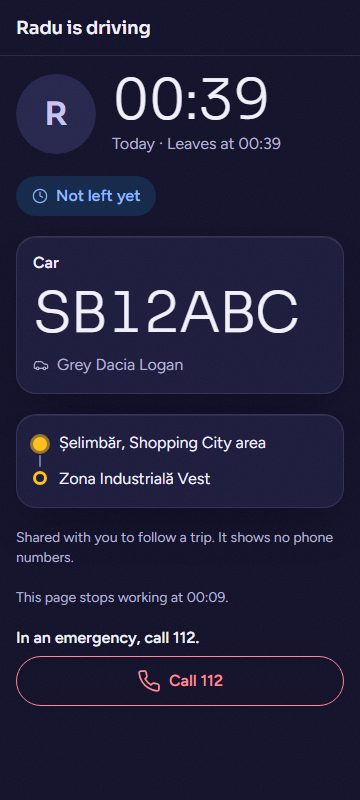 Radu is driving
R
00:39
Today · Leaves at 00:39
Not left yet
Car
SB12ABC
Grey Dacia Logan
Șelimbăr, Shopping City area
Zona Industrială Vest
Shared with you to follow a trip. It shows no phone
numbers.
This page stops working at 00:09.
In an emergency, call 112.
Call 112